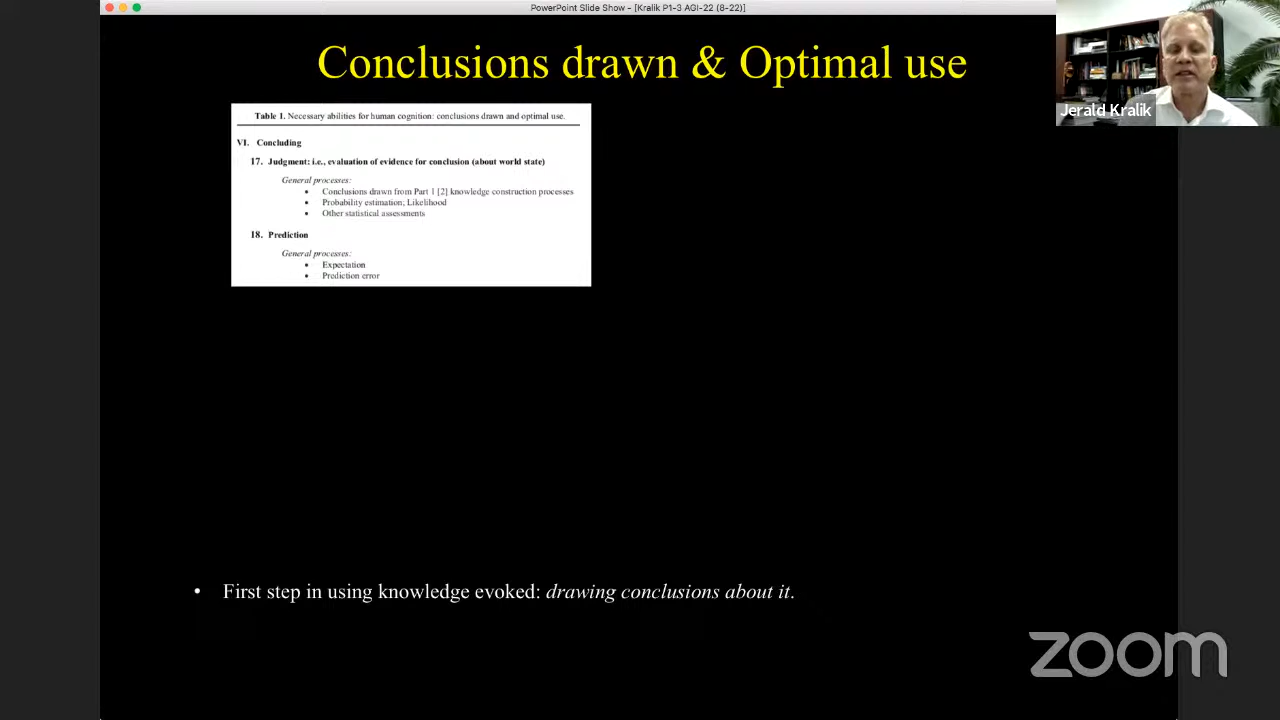 PowerPoint Slide Show - [Kralik P1-3 AGI-22 (8-22)]
Conclusions drawn & Optimal use
Jerald Kralik
Table 1. Necessary abilities for human cognition: conclusions drawn and optimal use.
VI. Concluding
17. Judgment: i.e., evaluation of evidence for conclusion (about world state)
General processes:
• Conclusions drawn from Part 1 [2] knowledge construction processes
• Probability estimation; Likelihood
• Other statistical assessments
18. Prediction
General processes:
• Expectation
• Prediction error
• First step in using knowledge evoked: drawing conclusions about it.
zoom